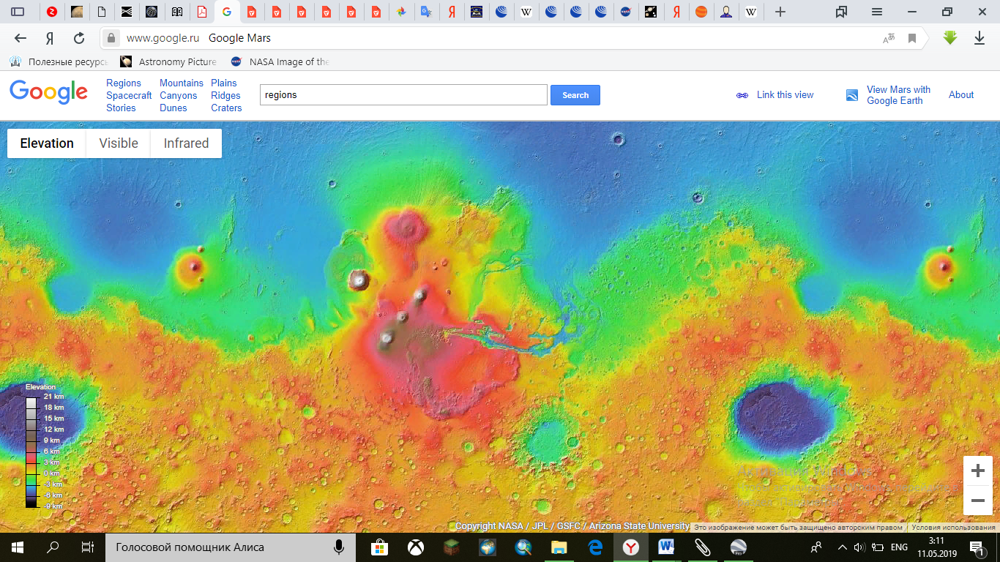 www.google.ru Google Mars
Полезные ресурс
Astronomy Picture
NASA Image of the
Google
Regions Mountains Plains
Spacecraft Canyons Ridges
Stories Dunes Craters
regions
Search
Link this view
View Mars with
Google Earth
About
Elevation Visible Infrared
Elevation
21 km
18 km
15 km
12 km
9 km
6 km
3 km
0 km
-3 km
-6 km
-9 km
Активация Windows
Copyright NASA / JPL / GSFC / Arizona State University
Это изображение может быть защищено авторским правом
Условия использования
Голосовой помощник Алиса
ENG
3:11
11.05.2019